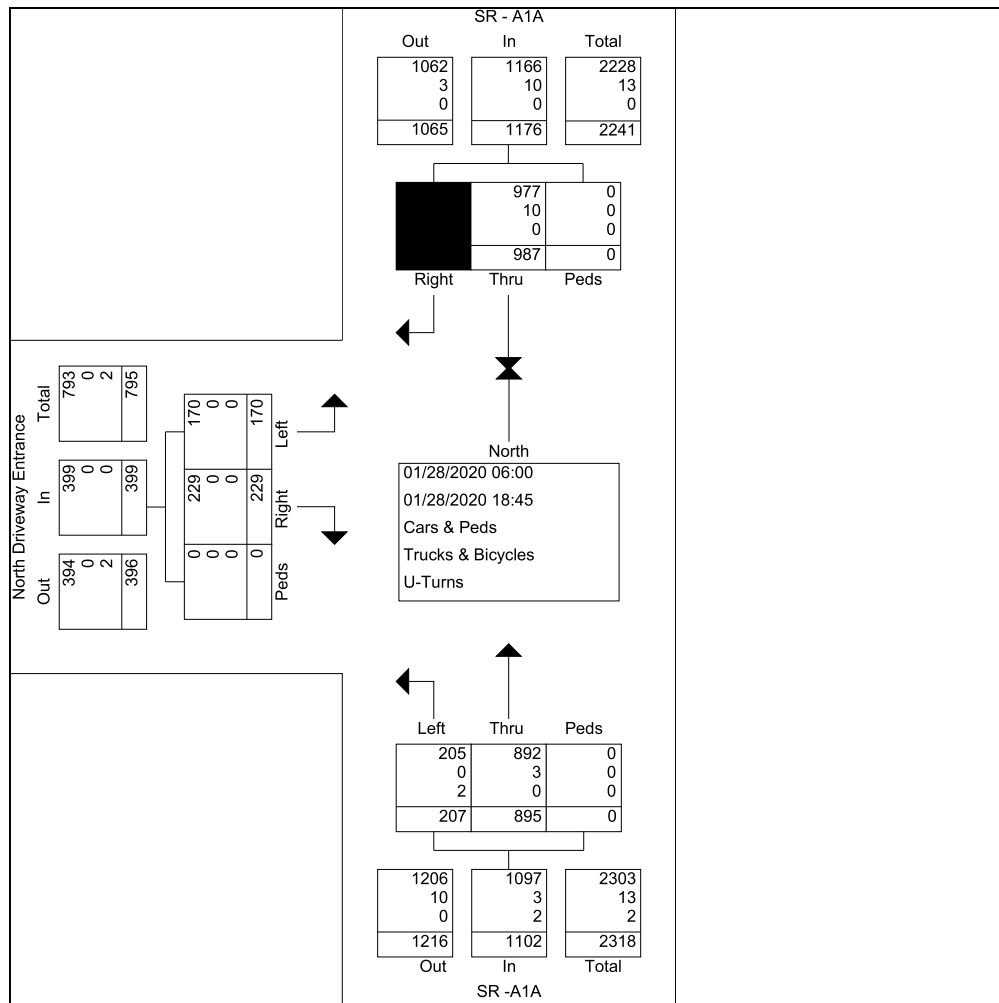 SR - A1A
Out In Total
1062 1166 2228
3 10 13
0 0 0
1065 1176 2241
977 0
10 0
0 0
987 0
Right Thru Peds
North Driveway Entrance
Total In Out
793 0 2 795
399 0 0 399
394 0 2 396
170 0 0 170
229 0 0 229
0 0 0 0
Left Right Peds
North
01/28/2020 06:00
01/28/2020 18:45
Cars & Peds
Trucks & Bicycles
U-Turns
Left Thru Peds
205 892 0
0 3 0
2 0 0
207 895 0
1206 1097 2303
10 3 13
0 2 2
1216 1102 2318
Out In Total
SR -A1A